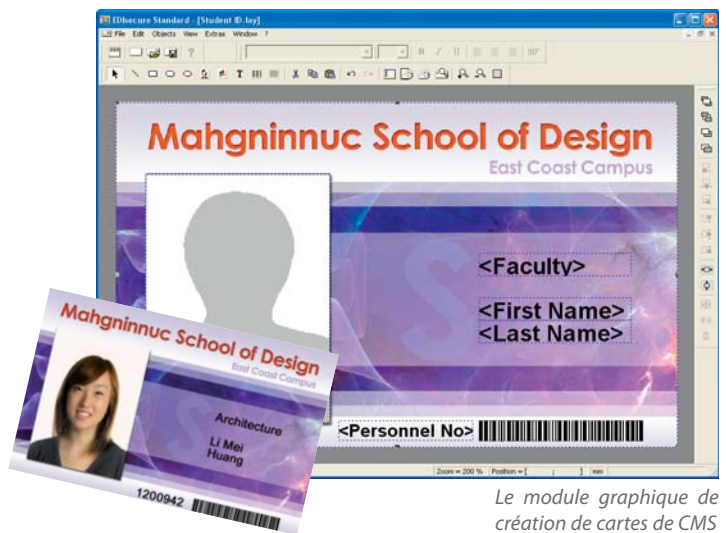 EDIsecure Standard - [Student ID.lay]
File Edit Objects View Extras Window ?
90°
Mahgninnuc School of Design
East Coast Campus
<Faculty>
<First Name>
<Last Name>
<Personnel No>
Zoom = 200 % Position = [ ; ] mm
Mahgninnuc School of Design
East Coast Campus
Architecture
Li Mei
Huang
1200942
Le module graphique de
création de cartes de CMS